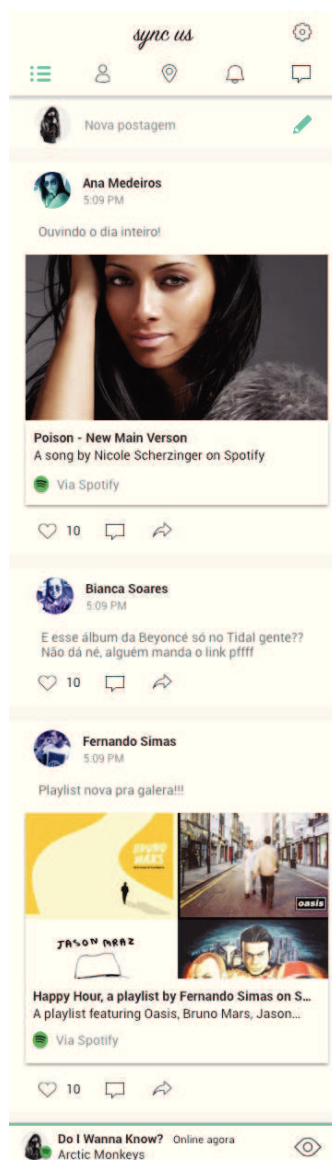 sync us
Nova postagem
Ana Medeiros
5:09 PM
Ouvindo o dia inteiro!
Poison - New Main Verson
A song by Nicole Scherzinger on Spotify
Via Spotify
10
Bianca Soares
5:09 PM
E esse álbum da Beyoncé só no Tidal gente??
Não dá né, alguém manda o link pffff
10
Fernando Simas
5:09 PM
Playlist nova pra galera!!!
BRUNO
MARS
oasis
JASON MRAZ
Happy Hour, a playlist by Fernando Simas on S...
A playlist featuring Oasis, Bruno Mars, Jason...
Via Spotify
10
Do I Wanna Know? Online agora
Arctic Monkeys